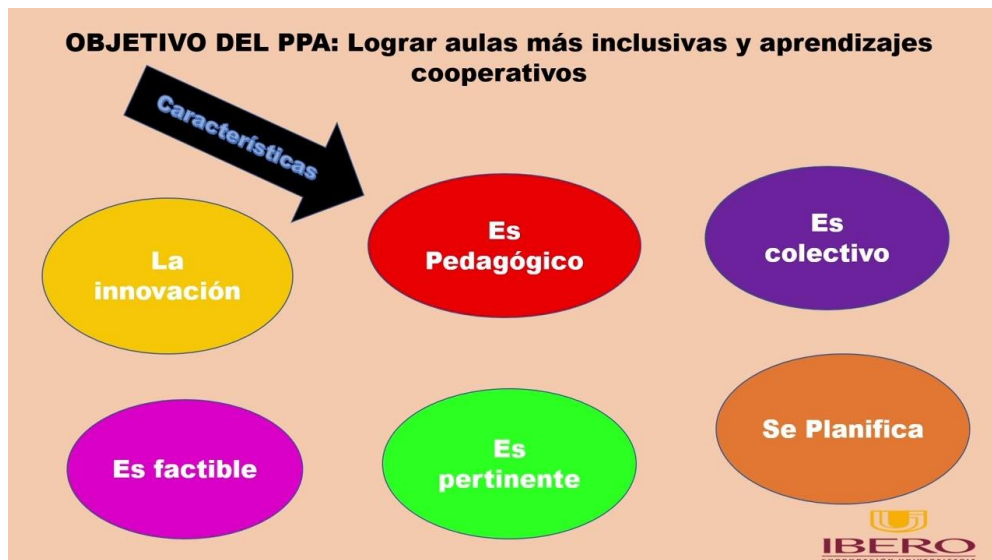 OBJETIVO DEL PPA: Lograr aulas más inclusivas y aprendizajes
cooperativos
Características
La
innovación
Es
Pedagógico
Es
colectivo
Es factible
Es
pertinente
Se Planifica
IBERO